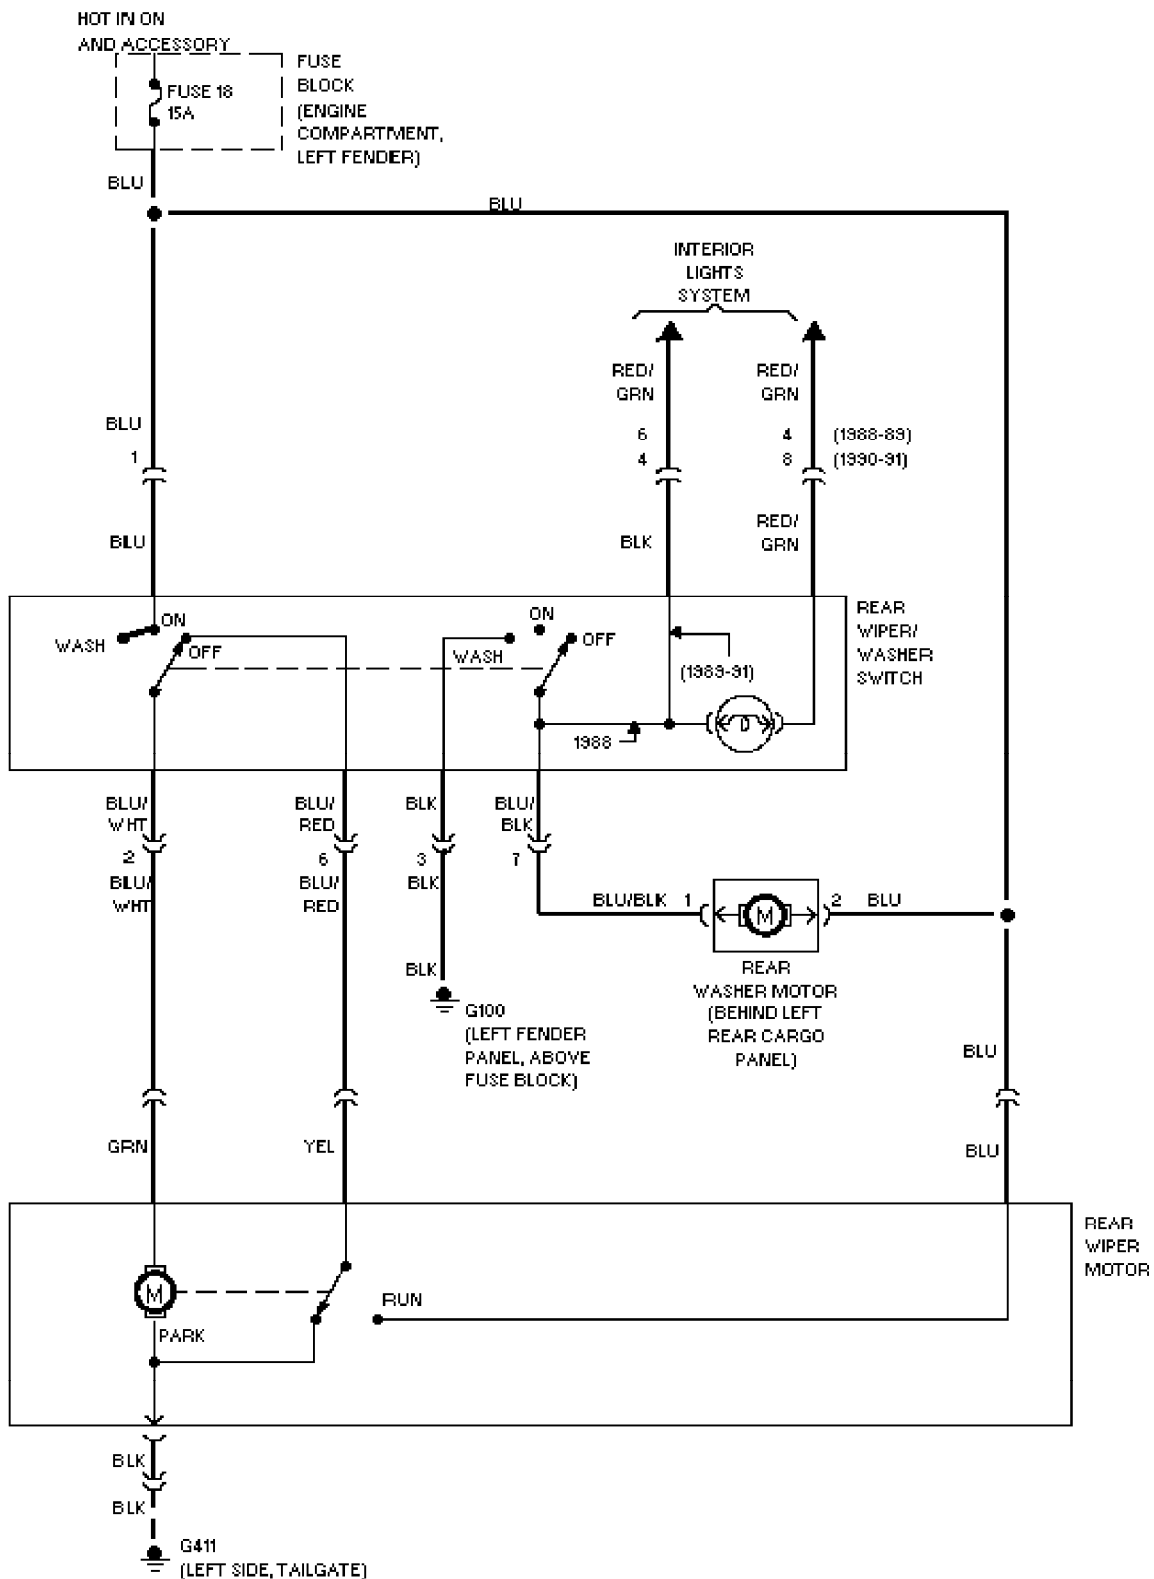 HOT IN ON
AND ACCESSORY
FUSE 18
15A
FUSE
BLOCK
(ENGINE
COMPARTMENT,
LEFT FENDER)
BLU
BLU
INTERIOR
LIGHTS
SYSTEM
RED/
GRN
RED/
GRN
BLU
1
6
4
4
8
(1988-89)
(1990-91)
BLU
BLK
RED/
GRN
WASH
ON
OFF
WASH
ON
OFF
(1989-91)
1988
D
REAR
WIPER/
WASHER
SWITCH
BLU/
WHT
2
BLU/
WHT
BLU/
RED
6
BLU/
RED
BLK
3
BLK
BLU/
BLK
7
BLU/BLK
1
M
2
BLU
BLK
G100
(LEFT FENDER
PANEL, ABOVE
FUSE BLOCK)
REAR
WASHER MOTOR
(BEHIND LEFT
REAR CARGO
PANEL)
BLU
GRN
YEL
BLU
M
PARK
RUN
REAR
WIPER
MOTOR
BLK
BLK
G411
(LEFT SIDE, TAILGATE)